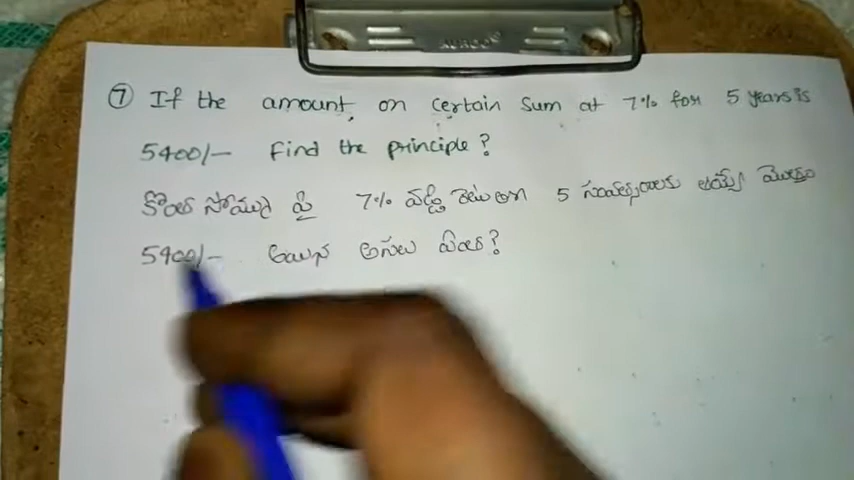 ⑦ If the amount on certain sum at 7% for 5 years is
5400/- find the principle?
కొంత సొమ్ము పై 7% వడ్డీ రేటు తో 5 సంవత్సరాలకు అయ్యే మొత్తం
5400/- అయిన అసలు ఎంత?